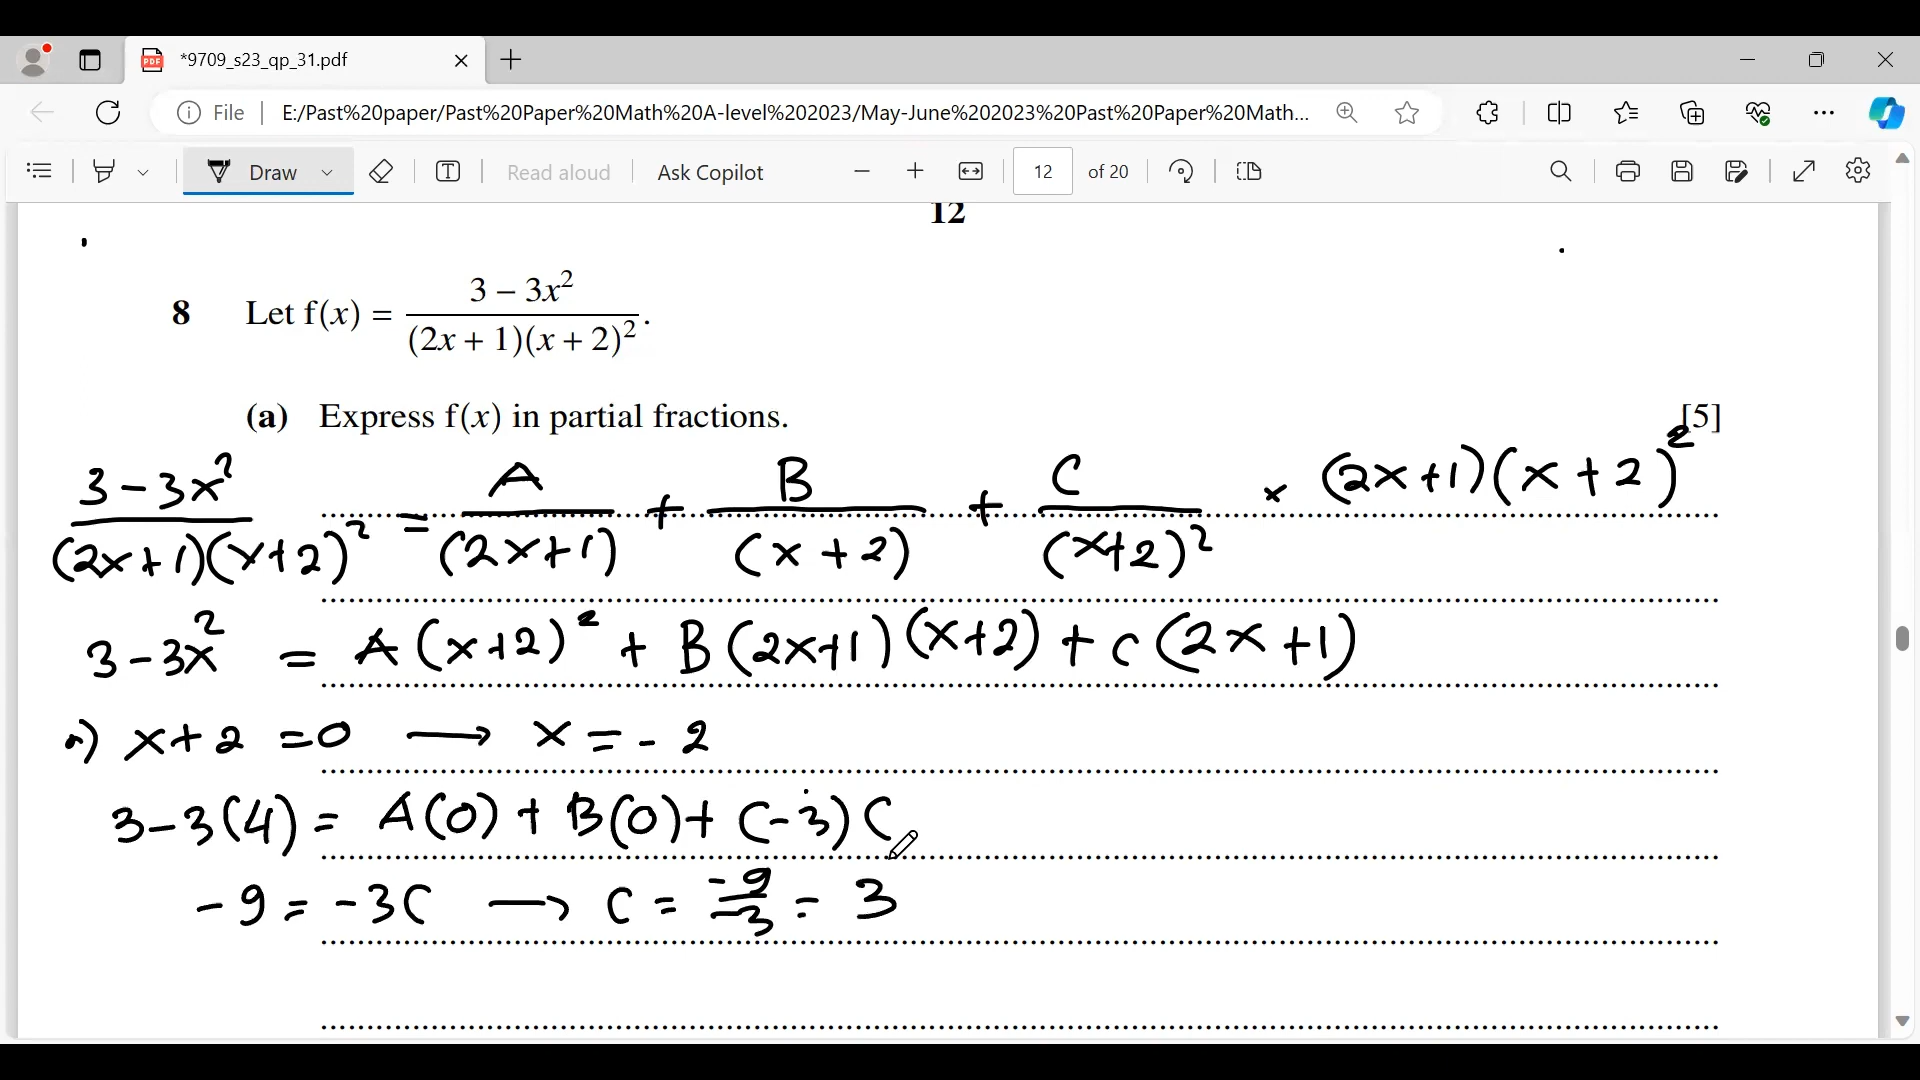 *9709_s23_qp_31.pdf
File | E:/Past%20paper/Past%20Paper%20Math%20A-level%202023/May-June%202023%20Past%20Paper%20Math...
Draw Read aloud Ask Copilot 12 of 20
12
8 Let f(x) = (3 – 3x²)/((2x + 1)(x + 2)²).
(a) Express f(x) in partial fractions. [5]
(3 - 3x²)/((2x+1)(x+2)²) = A/(2x+1) + B/(x+2) + C/(x+2)² × (2x+1)(x+2)²
3-3x² = A(x+2)² + B(2x+1)(x+2) + C(2x+1)
x+2 =0 → x = -2
3-3(4) = A(0) + B(0) + (-3)C
-9 = -3C → C = -9/-3 = 3